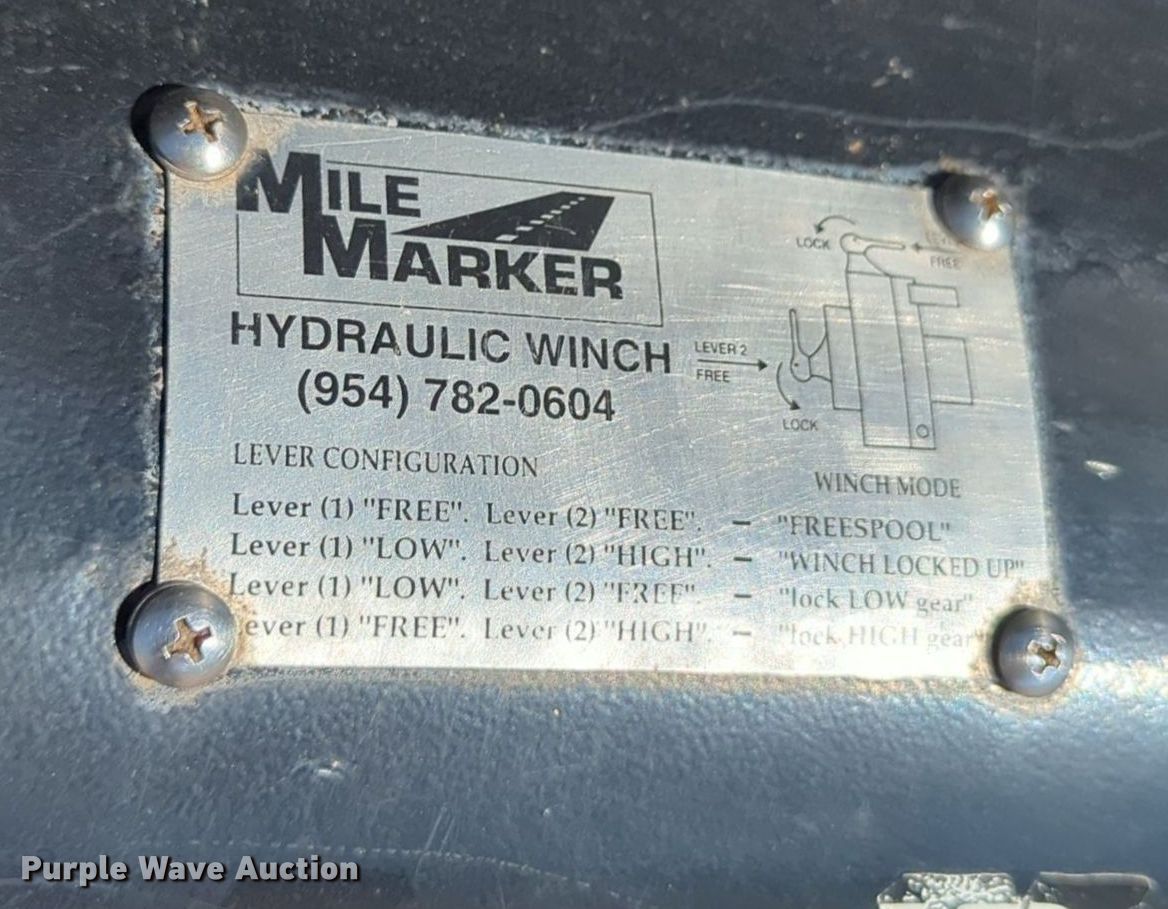 MILE
MARKER
HYDRAULIC WINCH
(954) 782-0604
LOCK
FREE
LEVER 2
FREE
LOCK
LEVER CONFIGURATION WINCH MODE
Lever (1) "FREE". Lever (2) "FREE". – "FREESPOOL"
Lever (1) "LOW". Lever (2) "HIGH". – "WINCH LOCKED UP"
Lever (1) "LOW". Lever (2) "FREE" – "lock LOW gear"
ever (1) "FREE". Lever (2) "HIGH". – "lock HIGH gear"
Purple Wave Auction